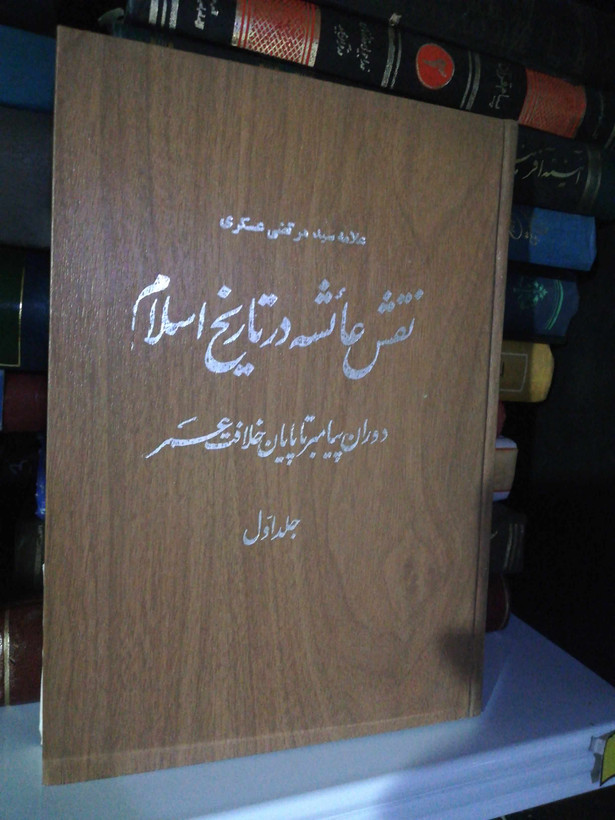 علامه سید مرتضی عسکری
نقش عائشه در تاریخ اسلام
دوران پیامبر تا پایان خلافت عمر
جلد اول